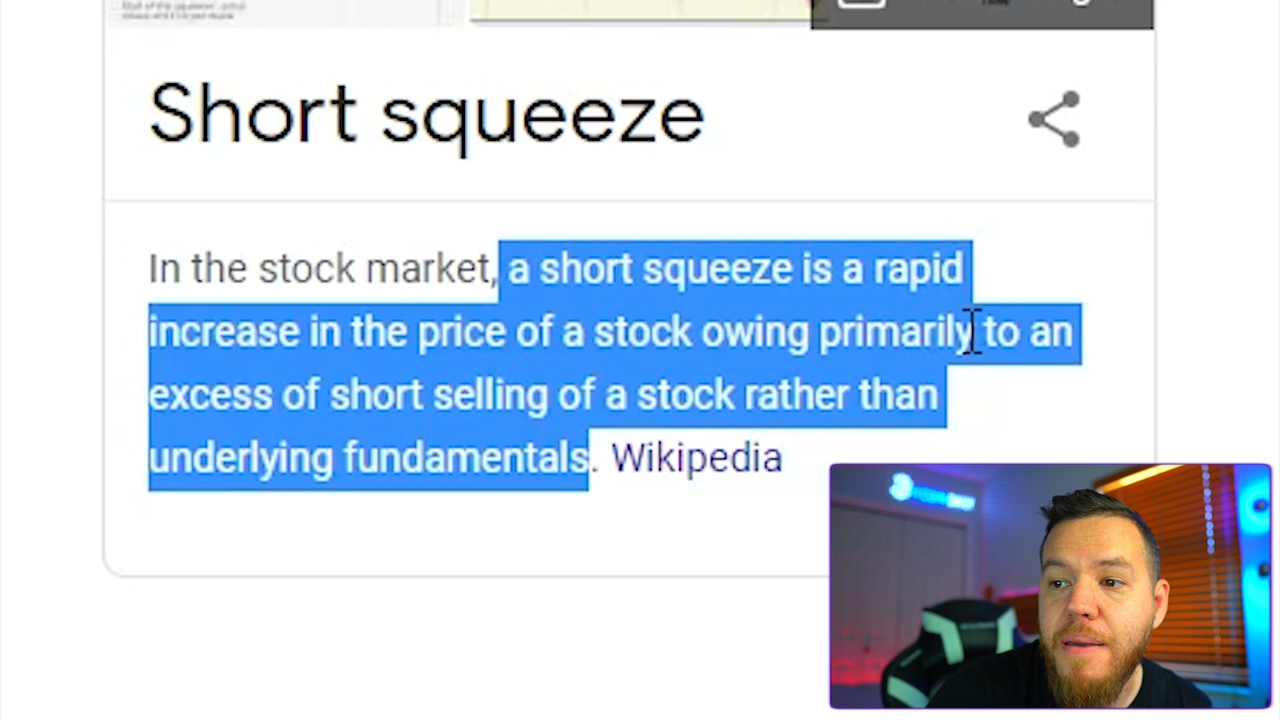 Short squeeze
In the stock market, a short squeeze is a rapid
increase in the price of a stock owing primarily to an
excess of short selling of a stock rather than
underlying fundamentals. Wikipedia